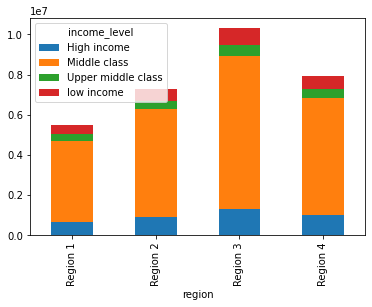 1e7
income_level
High income
Middle class
Upper middle class
low income
1.0
0.8
0.6
0.4
0.2
0.0
Region 1
Region 2
Region 3
Region 4
region